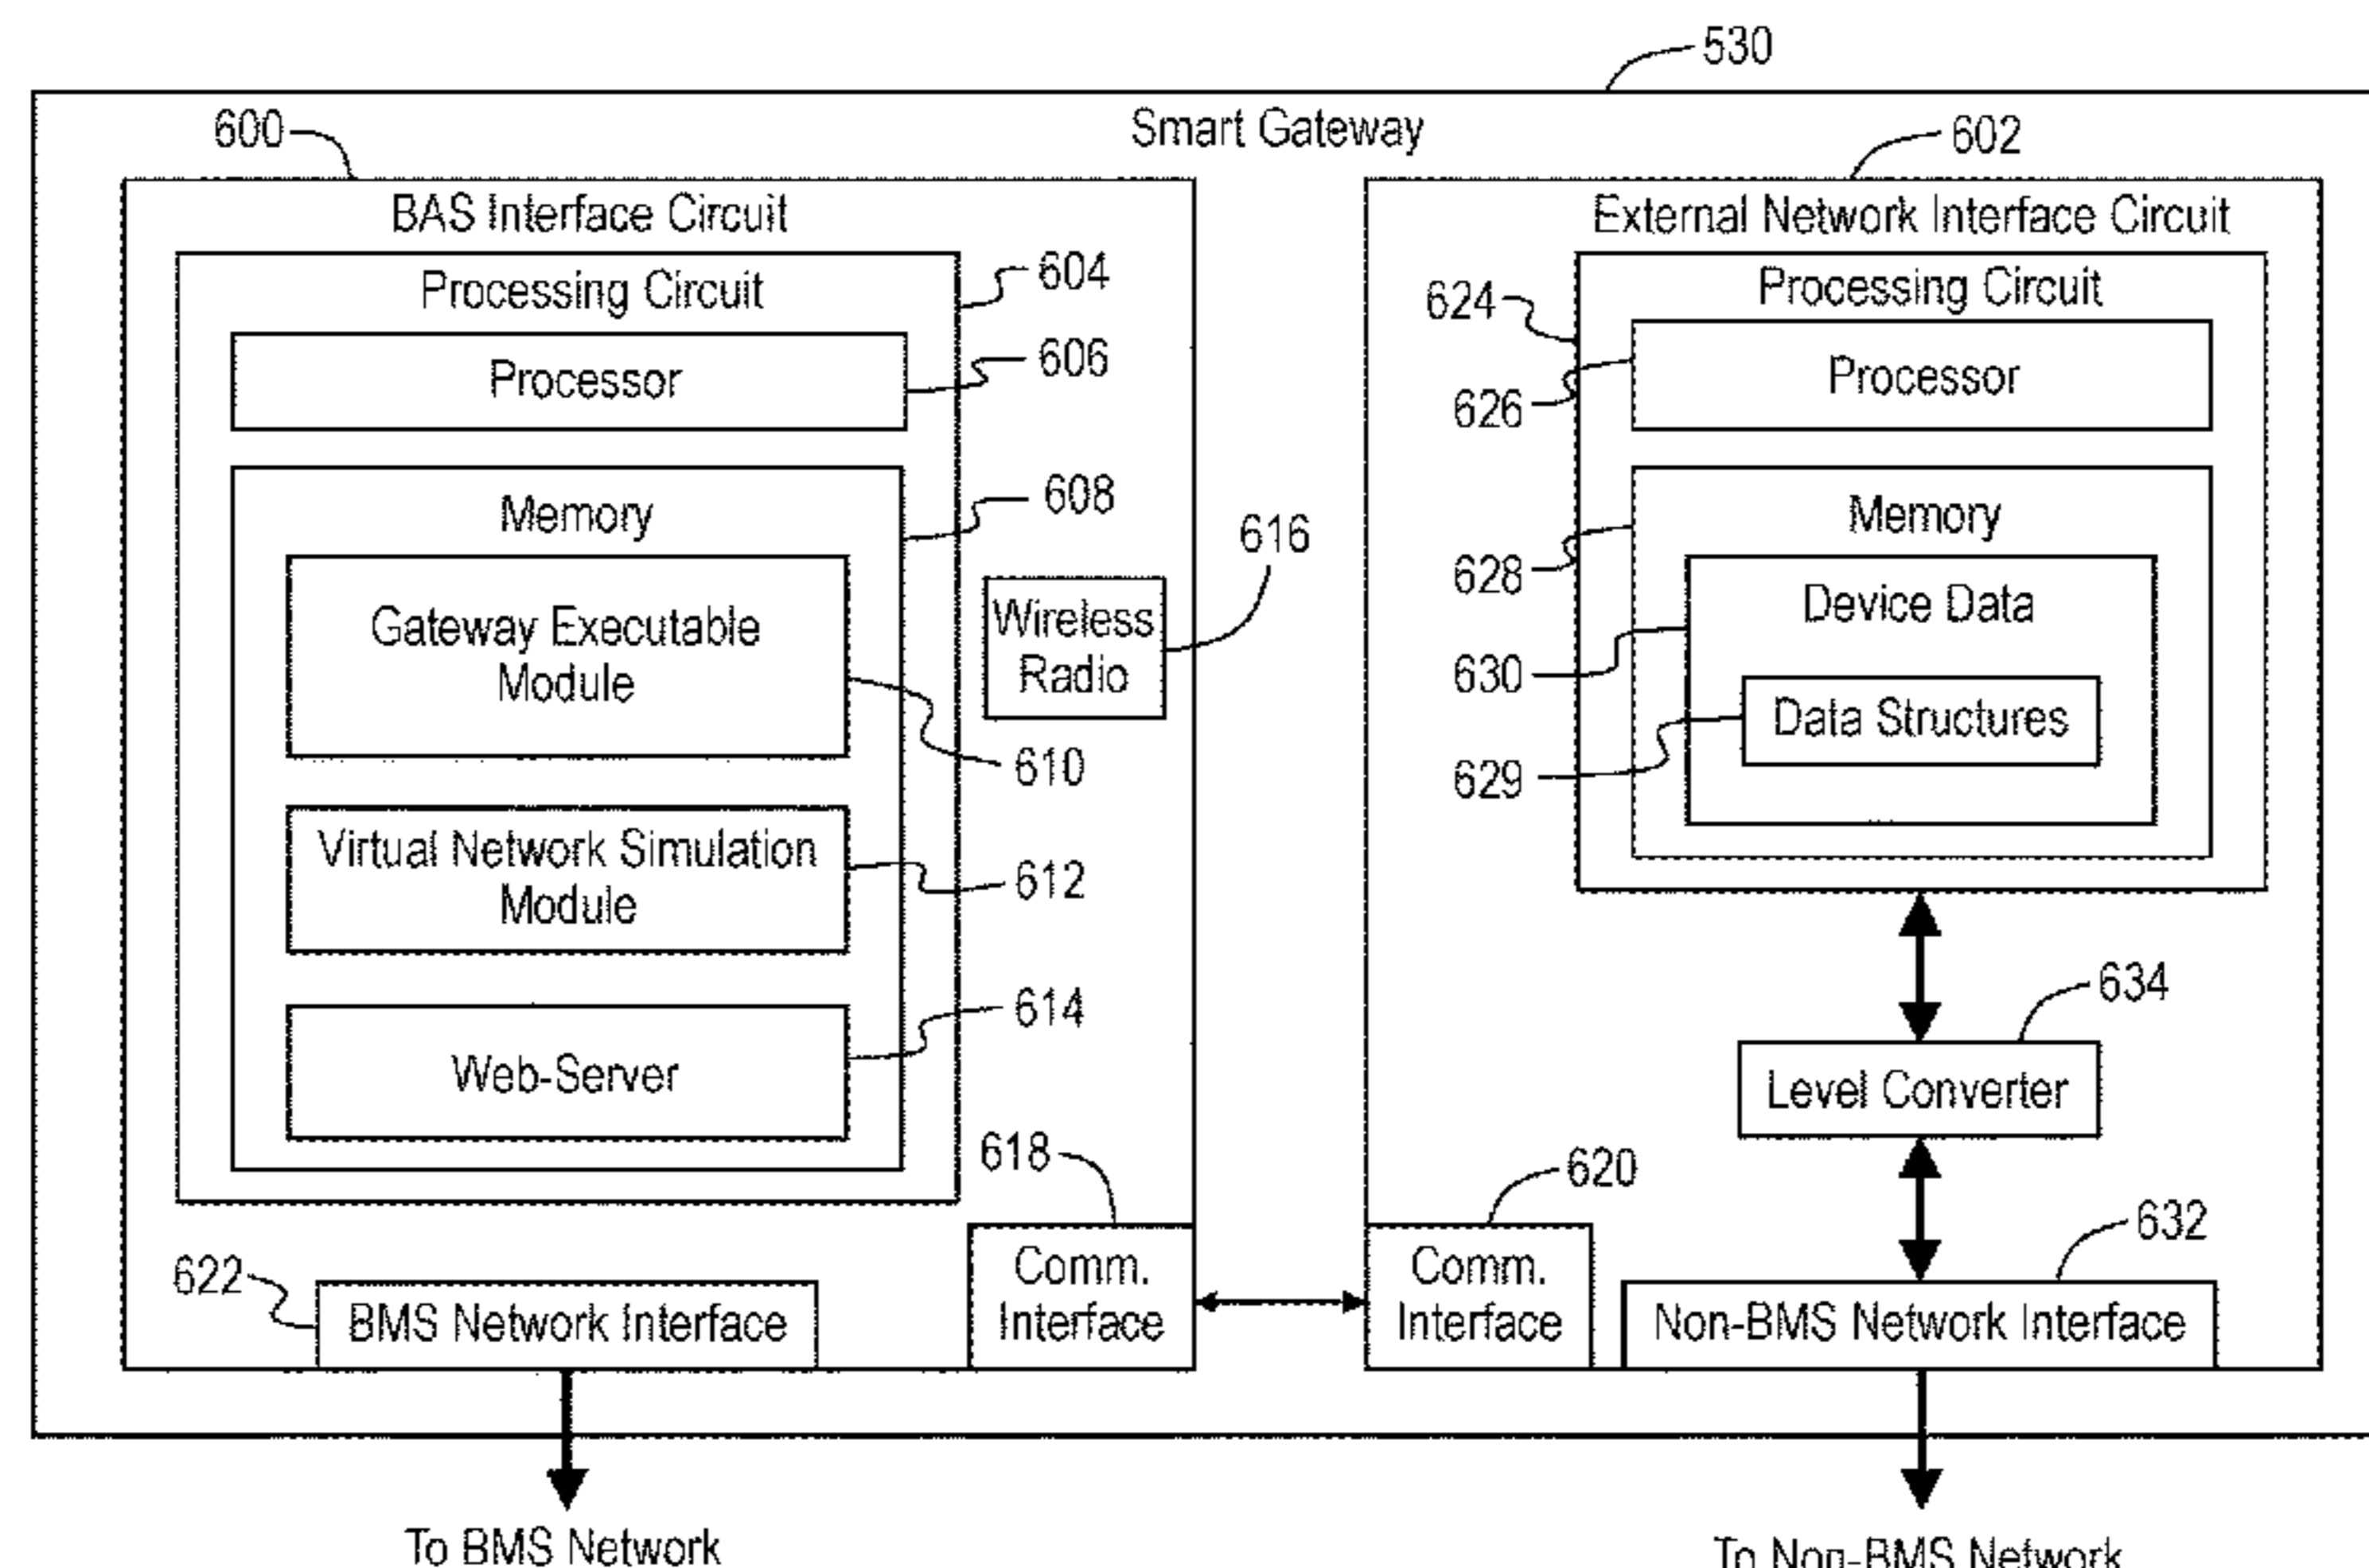 530
Smart Gateway
600
602
BAS Interface Circuit
Processing Circuit
604
Processor
606
Memory
608
Gateway Executable
Module
610
Virtual Network Simulation
Module
612
Web-Server
614
Wireless
Radio
616
618
Comm.
Interface
622
BMS Network Interface
To BMS Network
External Network Interface Circuit
Processing Circuit
624
Processor
626
Memory
628
Device Data
630
Data Structures
629
634
Level Converter
620
Comm.
Interface
632
Non-BMS Network Interface
To Non-BMS Network